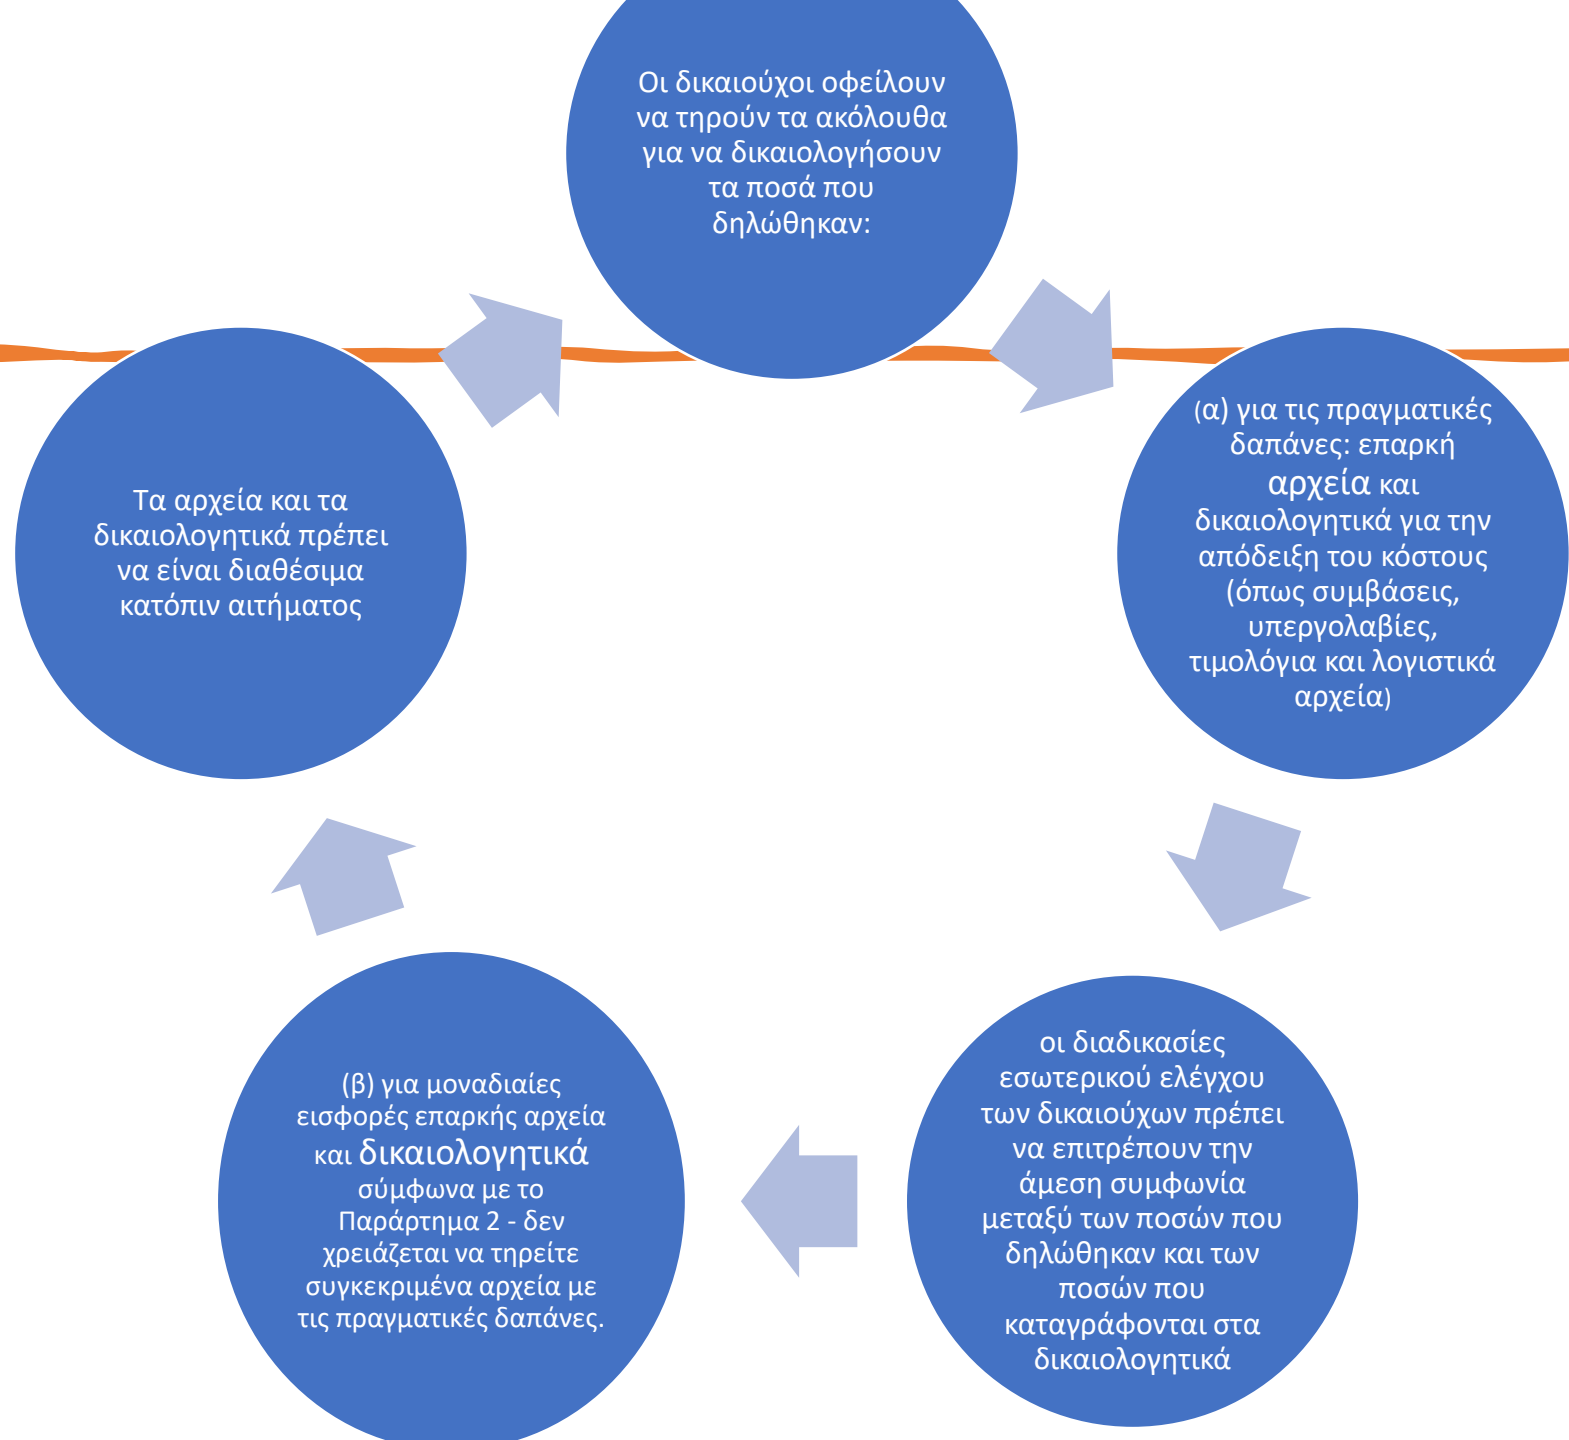 Οι δικαιούχοι οφείλουν
να τηρούν τα ακόλουθα
για να δικαιολογήσουν
τα ποσά που
δηλώθηκαν:
(α) για τις πραγματικές
δαπάνες: επαρκή
αρχεία και
δικαιολογητικά για την
απόδειξη του κόστους
(όπως συμβάσεις,
υπεργολαβίες,
τιμολόγια και λογιστικά
αρχεία)
οι διαδικασίες
εσωτερικού ελέγχου
των δικαιούχων πρέπει
να επιτρέπουν την
άμεση συμφωνία
μεταξύ των ποσών που
δηλώθηκαν και των
ποσών που
καταγράφονται στα
δικαιολογητικά
(β) για μοναδιαίες
εισφορές επαρκής αρχεία
και δικαιολογητικά
σύμφωνα με το
Παράρτημα 2 - δεν
χρειάζεται να τηρείτε
συγκεκριμένα αρχεία με
τις πραγματικές δαπάνες.
Τα αρχεία και τα
δικαιολογητικά πρέπει
να είναι διαθέσιμα
κατόπιν αιτήματος